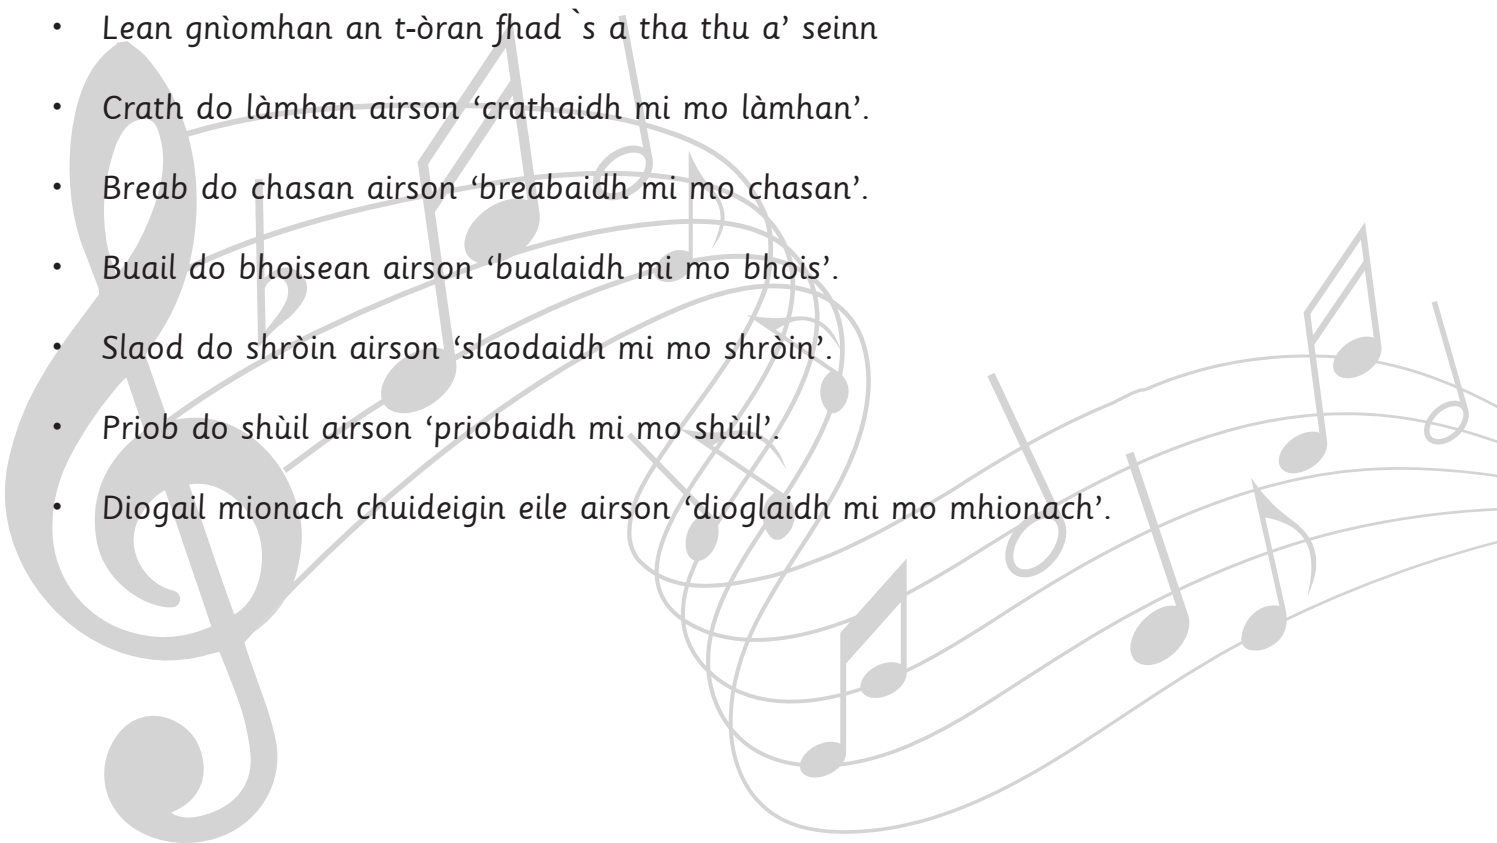 • Lean gnìomhan an t-òran fhad `s a tha thu a’ seinn
• Crath do làmhan airson ‘crathaidh mi mo làmhan’.
• Breab do chasan airson ‘breabaidh mi mo chasan’.
• Buail do bhoisean airson ‘bualaidh mi mo bhois’.
• Slaod do shròin airson ‘slaodaidh mi mo shròin’.
• Priob do shùil airson ‘priobaidh mi mo shùil’.
• Diogail mionach chuideigin eile airson ‘dioglaidh mi mo mhionach’.